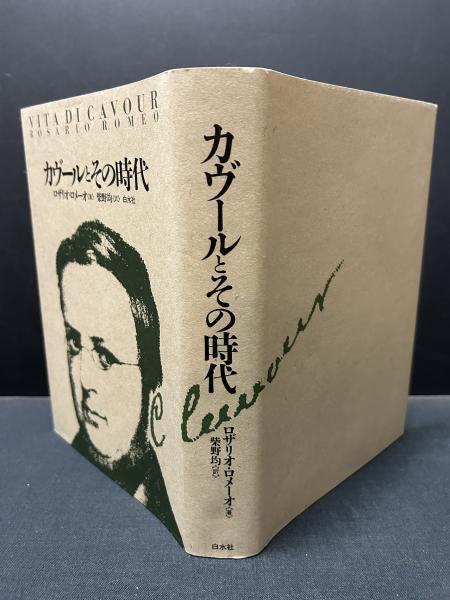 VITA DI CAVOUR
ROSARIO ROMEO
カヴールとその時代
ロザリオ・ロメーオ〈著〉 柴野均〈訳〉 白水社
カヴールとその時代
ロザリオ・ロメーオ〈著〉
柴野均〈訳〉
白水社
C Cavour